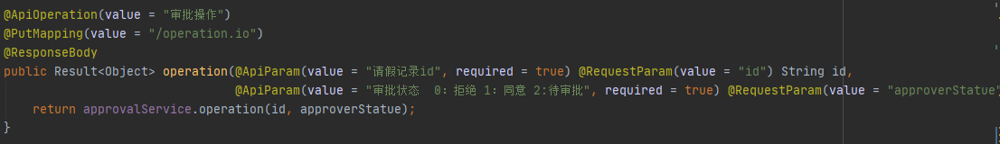 @ApiOperation(value = "审批操作")
@PutMapping(value = "/operation.io")
@ResponseBody
public Result<Object> operation(@ApiParam(value = "请假记录id", required = true) @RequestParam(value = "id") String id,
@ApiParam(value = "审批状态  0：拒绝 1：同意 2:待审批", required = true) @RequestParam(value = "approverStatue"
return approvalService.operation(id, approverStatue);
}